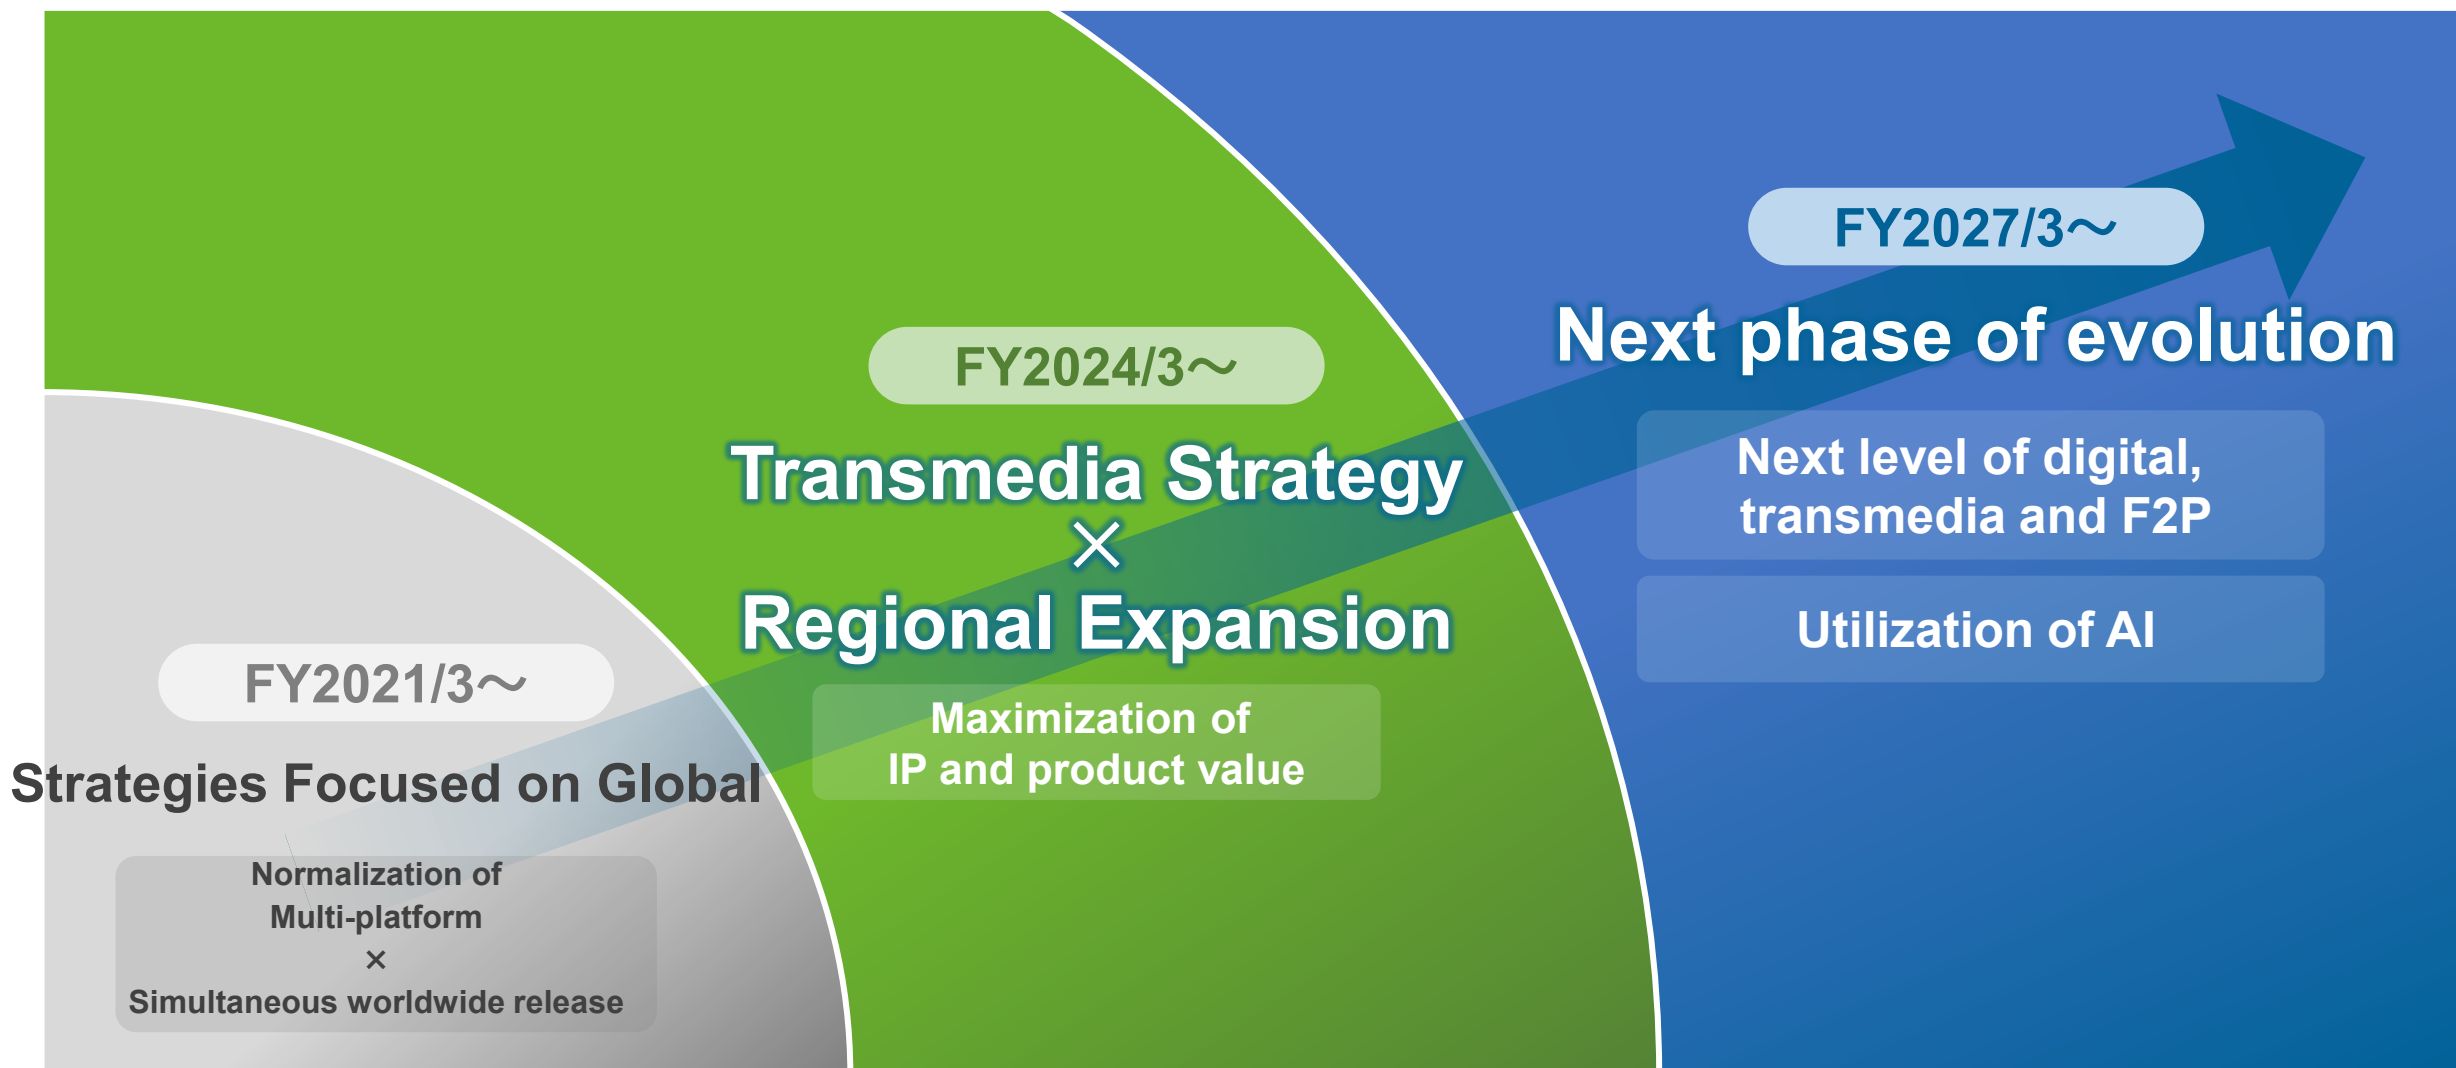 FY2021/3～
Strategies Focused on Global
Normalization of
Multi-platform
×
Simultaneous worldwide release
FY2024/3～
Transmedia Strategy
×
Regional Expansion
Maximization of
IP and product value
FY2027/3～
Next phase of evolution
Next level of digital,
transmedia and F2P
Utilization of AI